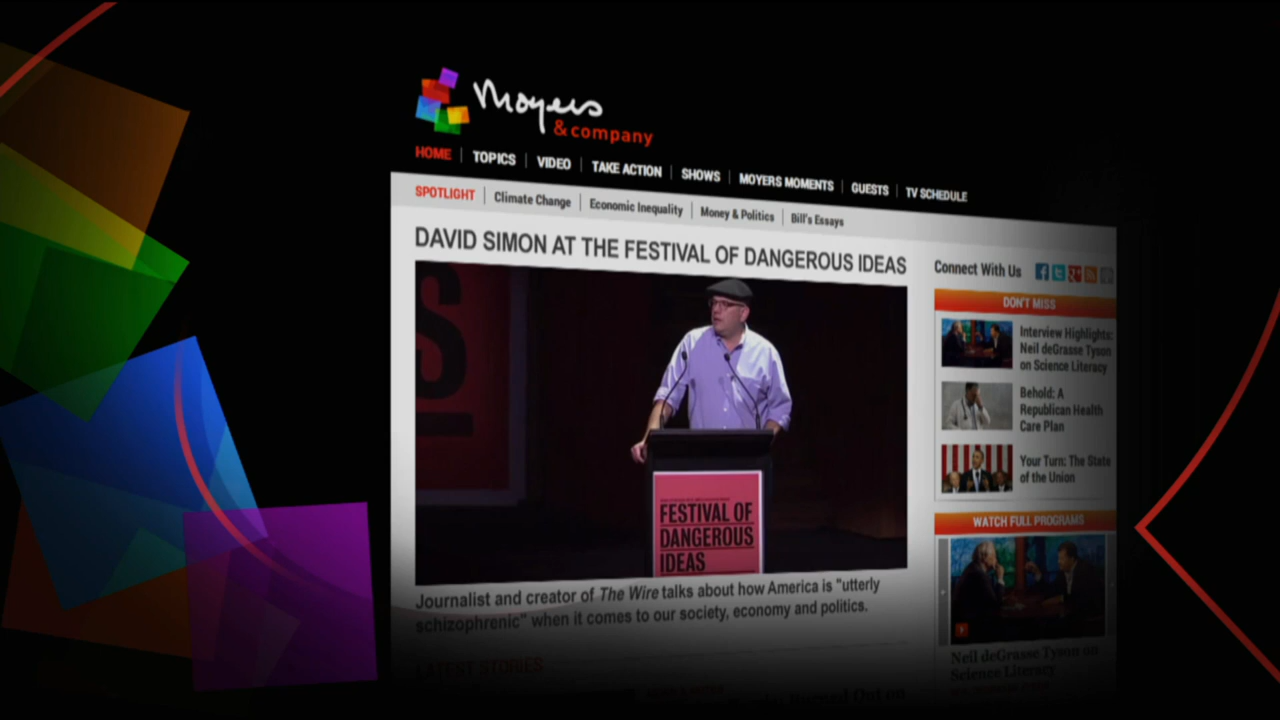 Moyers
& company
HOME
TOPICS
VIDEO
TAKE ACTION
SHOWS
MOYERS MOMENTS
GUESTS
TV SCHEDULE
SPOTLIGHT
Climate Change
Economic Inequality
Money & Politics
Bill's Essays
DAVID SIMON AT THE FESTIVAL OF DANGEROUS IDEAS
S
FESTIVAL OF
DANGEROUS
IDEAS
Journalist and creator of The Wire talks about how America is "utterly
schizophrenic" when it comes to our society, economy and politics.
LATEST STORIES
Connect With Us
DON'T MISS
Interview Highlights:
Neil deGrasse Tyson
on Science Literacy
Behold: A
Republican Health
Care Plan
Your Turn: The State
of the Union
WATCH FULL PROGRAMS
Neil deGrasse Tyson on
Science Literacy